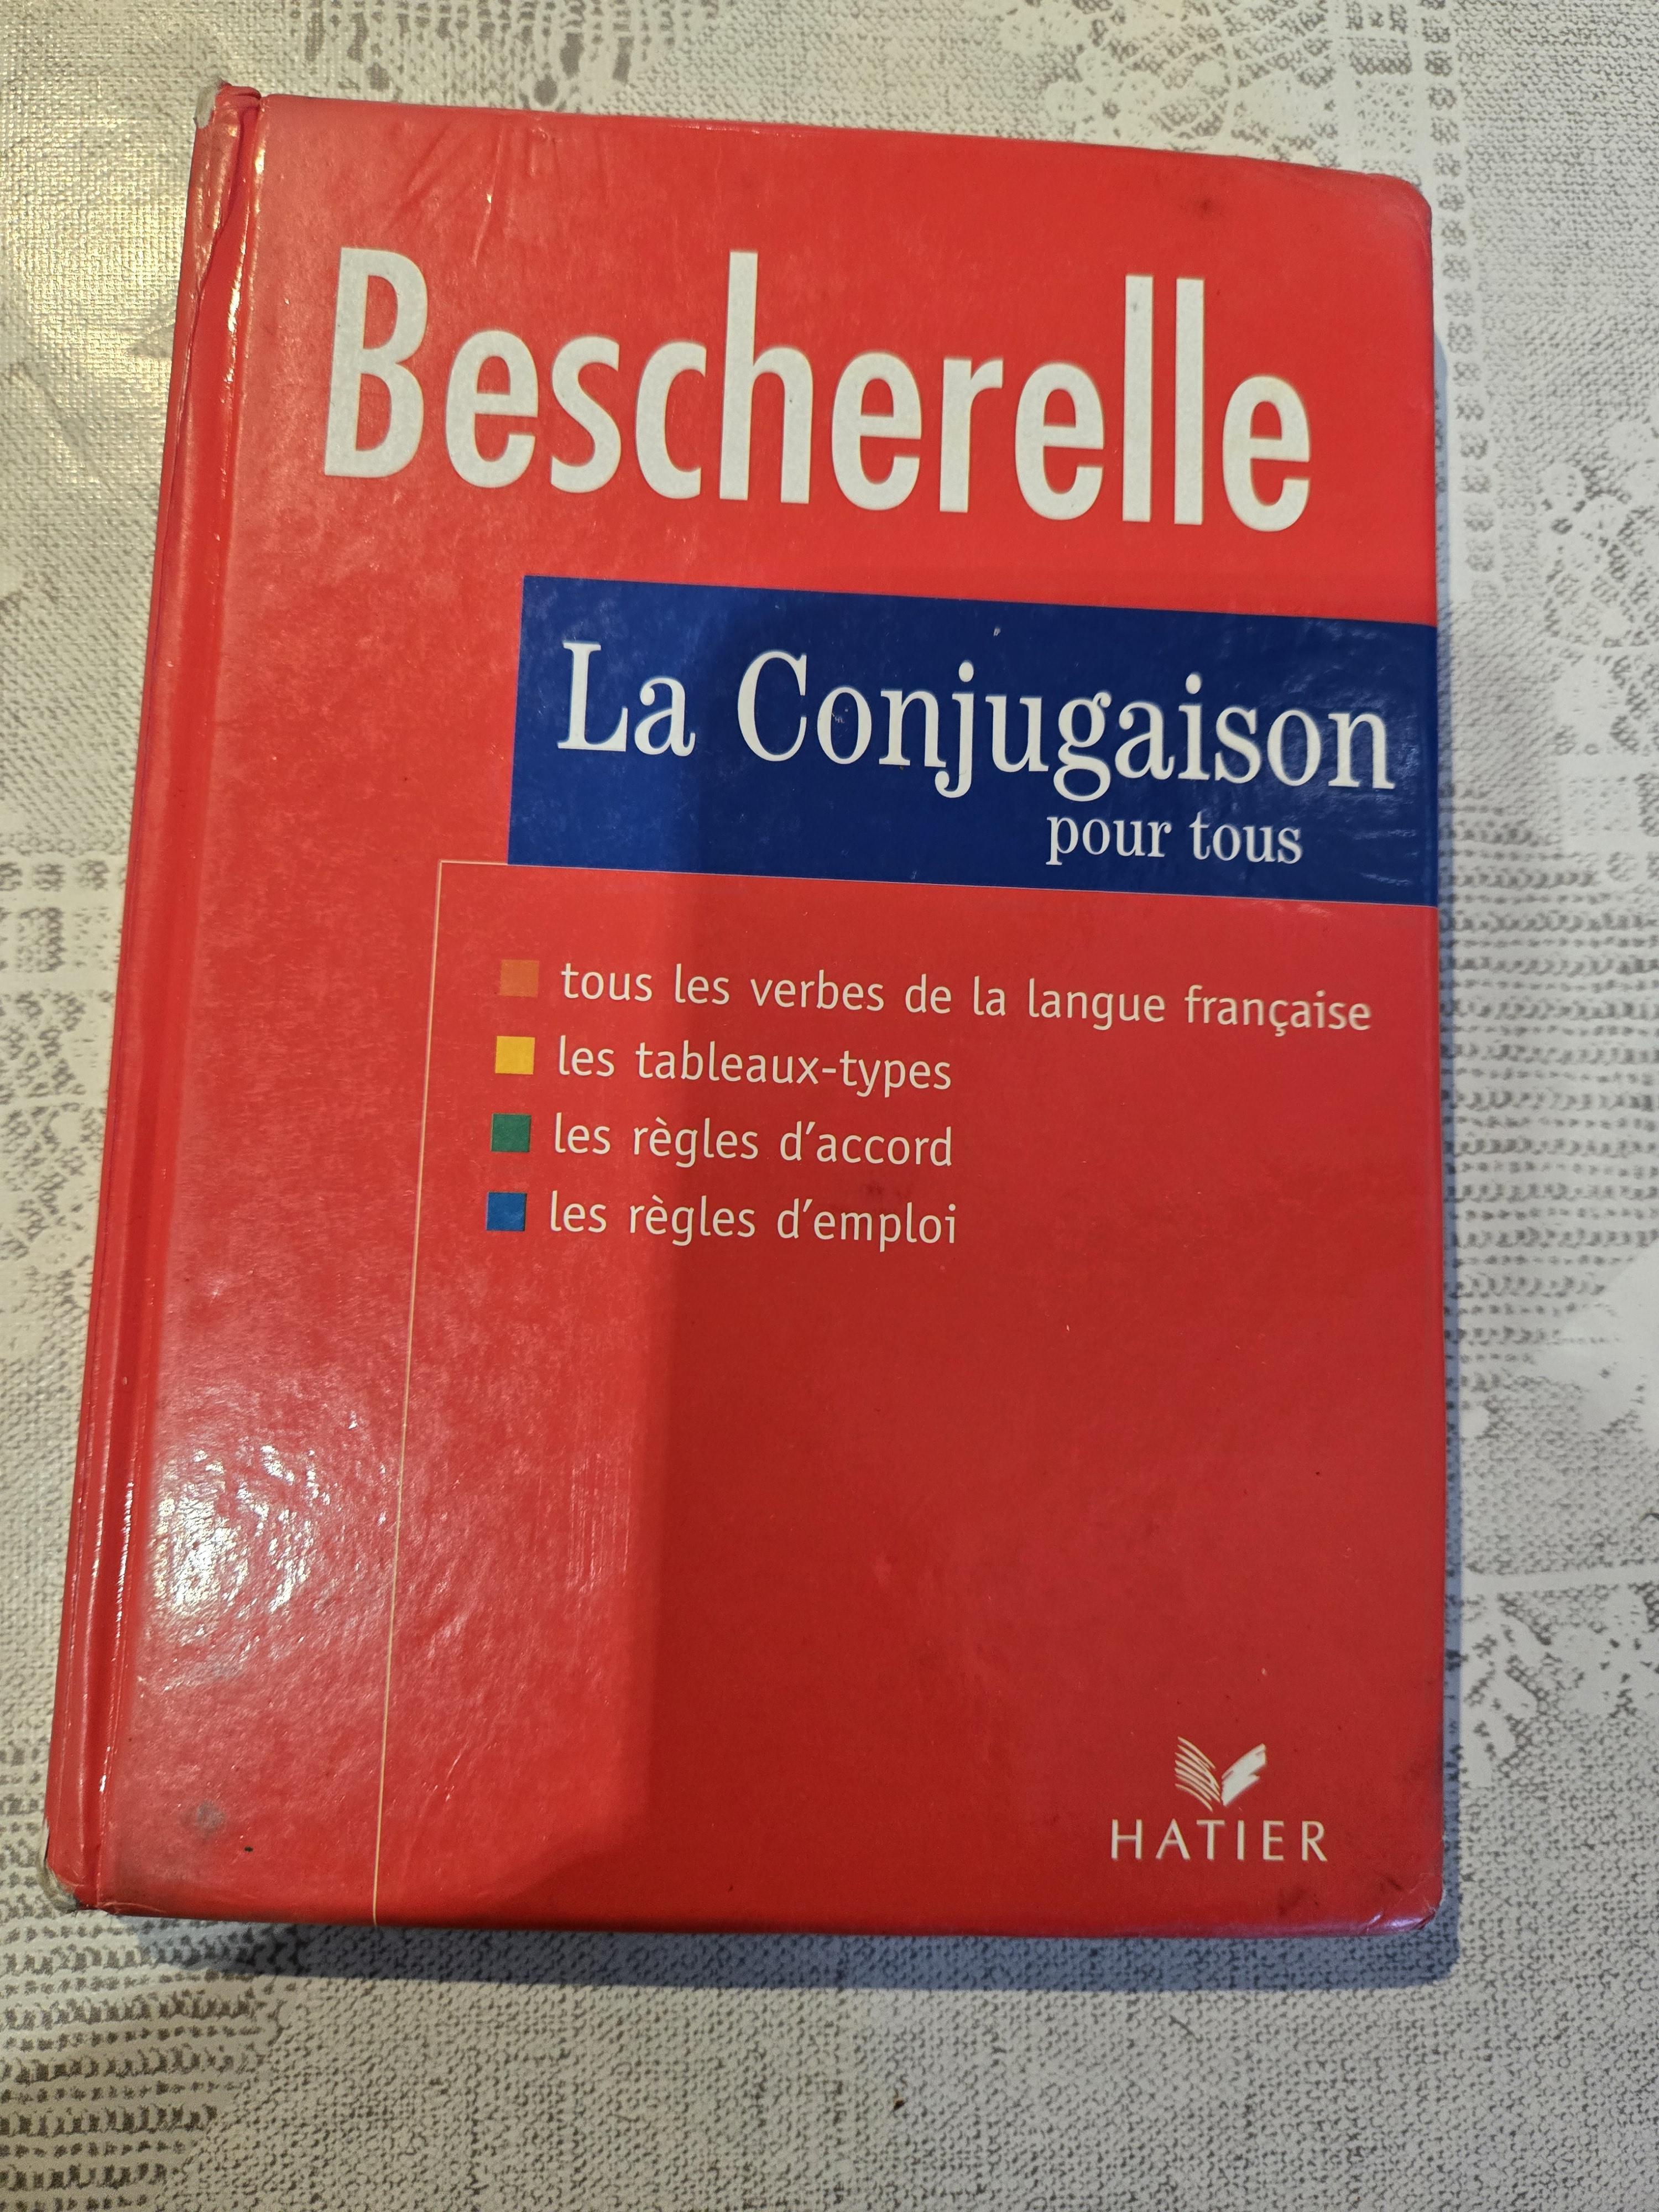 Bescherelle
La Conjugaison
pour tous
tous les verbes de la langue française
les tableaux-types
les règles d'accord
les règles d'emploi
HATIER